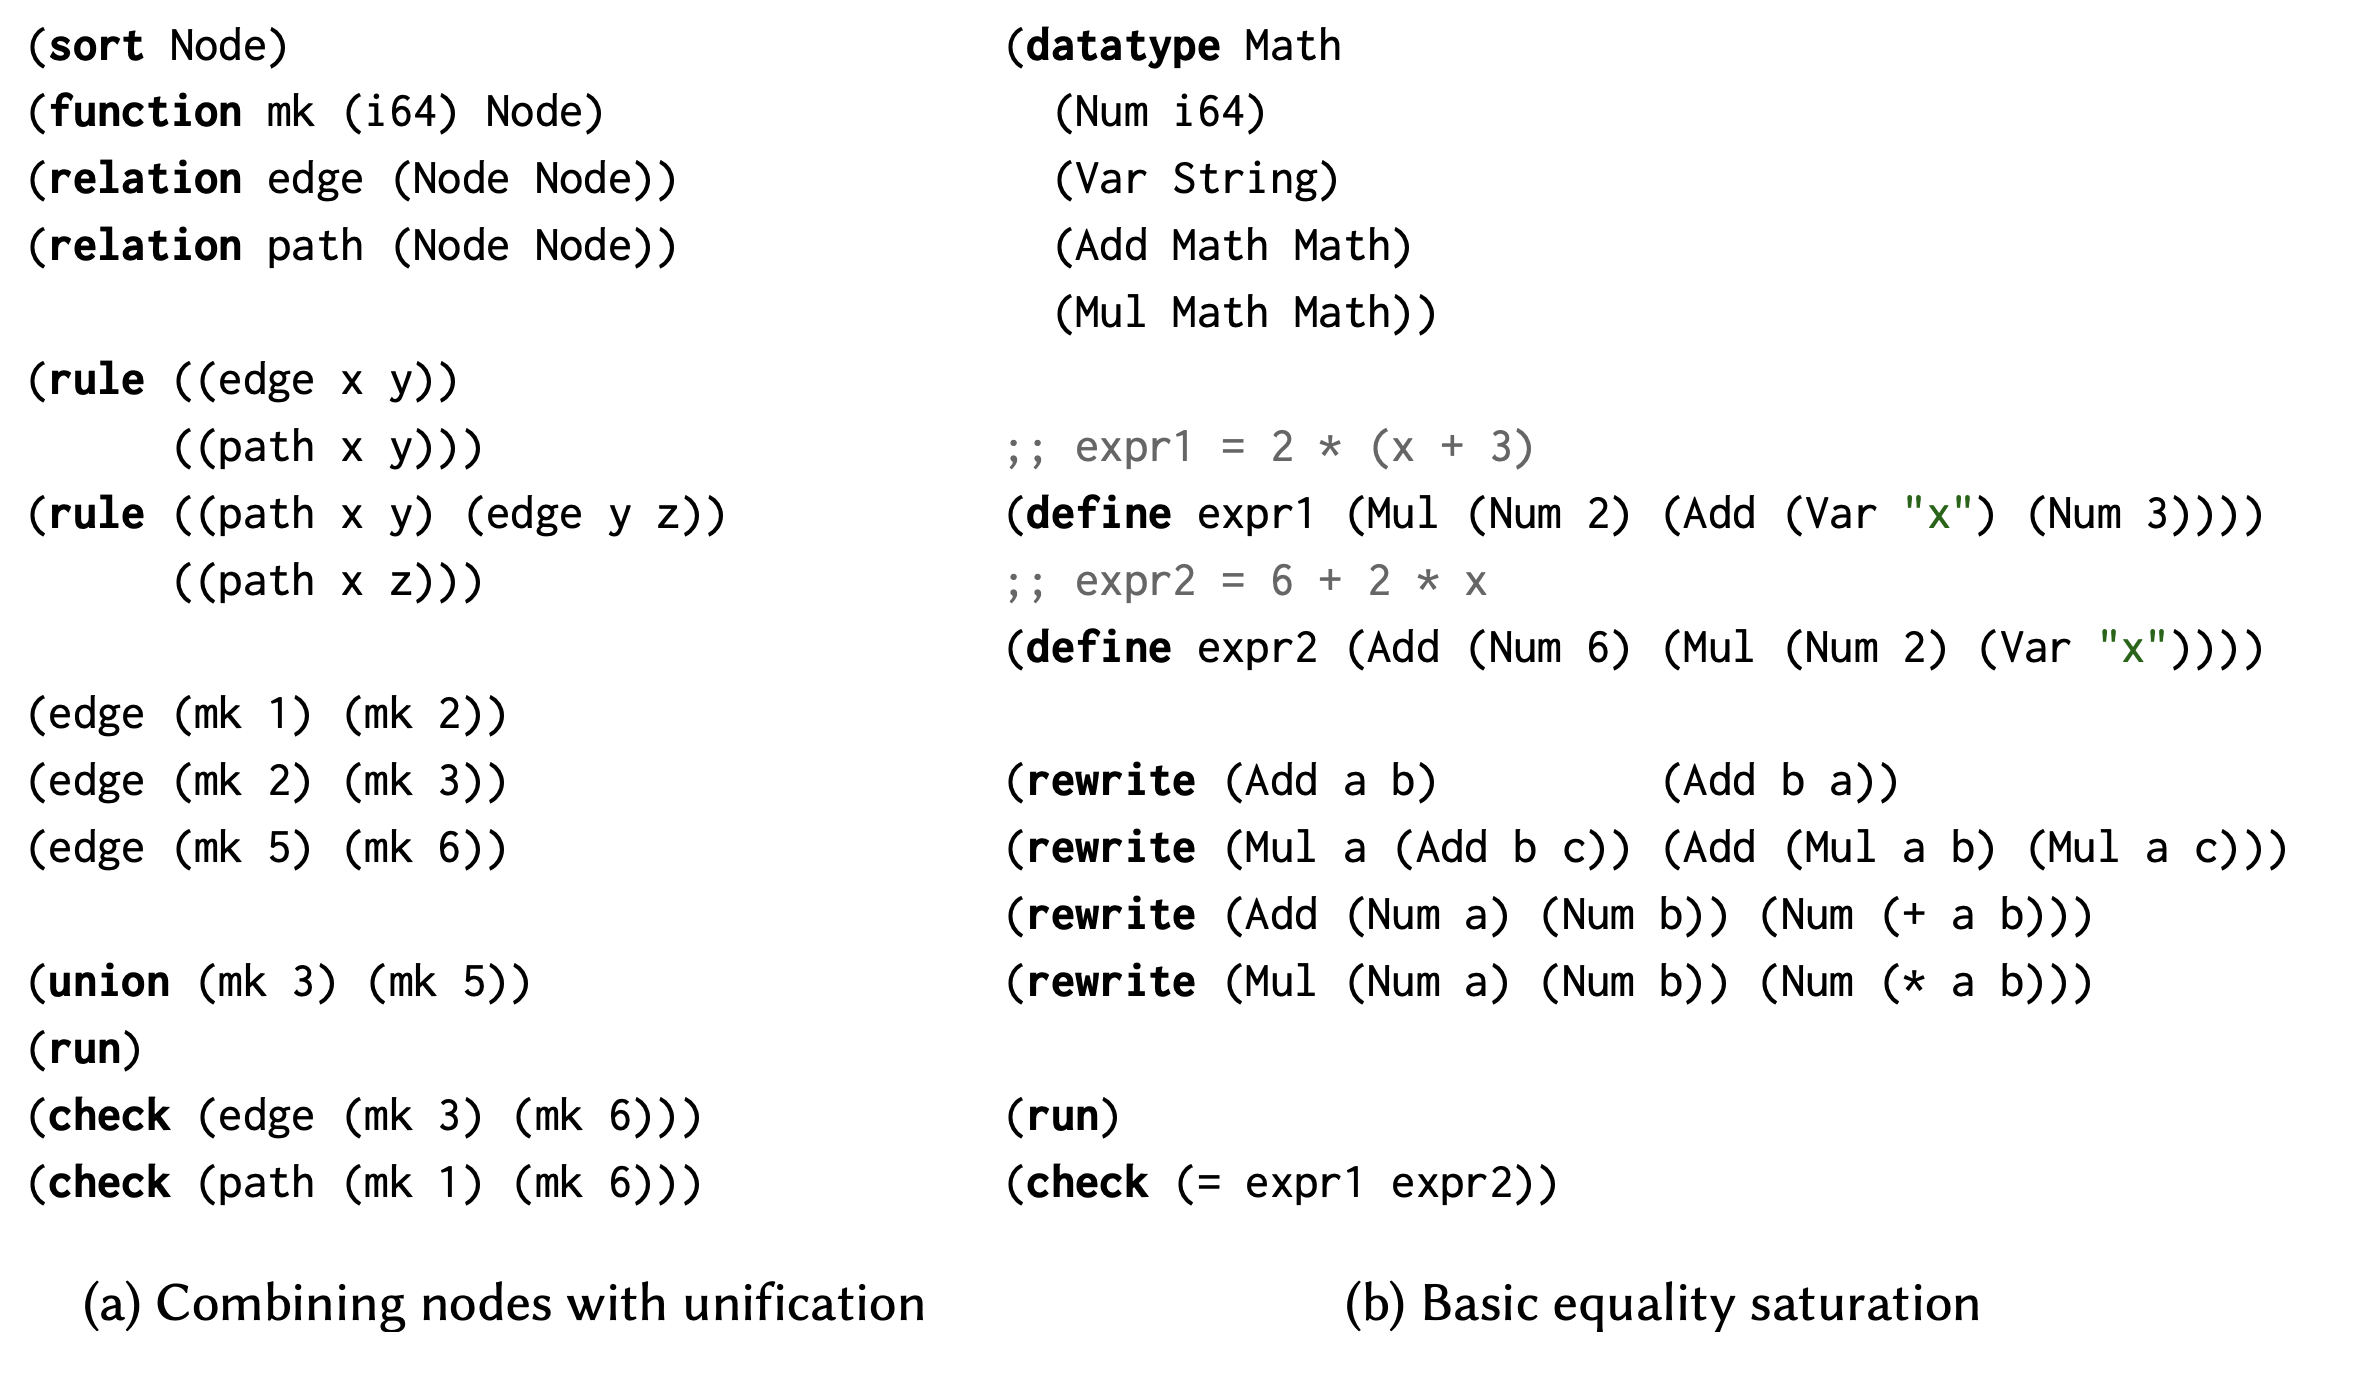 (sort Node)
(function mk (i64) Node)
(relation edge (Node Node))
(relation path (Node Node))
(rule ((edge x y))
      ((path x y)))
(rule ((path x y) (edge y z))
      ((path x z)))
(edge (mk 1) (mk 2))
(edge (mk 2) (mk 3))
(edge (mk 5) (mk 6))
(union (mk 3) (mk 5))
(run)
(check (edge (mk 3) (mk 6)))
(check (path (mk 1) (mk 6)))
(a) Combining nodes with unification
(datatype Math
  (Num i64)
  (Var String)
  (Add Math Math)
  (Mul Math Math))
;; expr1 = 2 * (x + 3)
(define expr1 (Mul (Num 2) (Add (Var "x") (Num 3))))
;; expr2 = 6 + 2 * x
(define expr2 (Add (Num 6) (Mul (Num 2) (Var "x"))))
(rewrite (Add a b)         (Add b a))
(rewrite (Mul a (Add b c)) (Add (Mul a b) (Mul a c)))
(rewrite (Add (Num a) (Num b)) (Num (+ a b)))
(rewrite (Mul (Num a) (Num b)) (Num (* a b)))
(run)
(check (= expr1 expr2))
(b) Basic equality saturation